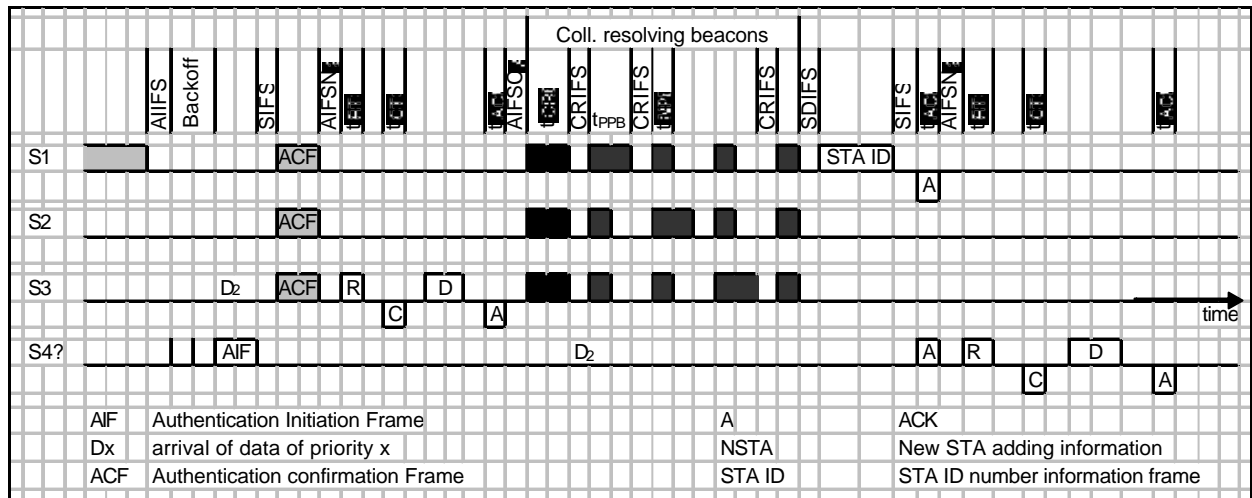 Coll. resolving beacons
AIIFS
Backoff
SIFS
AIFSN
AIFSO
CRIFS
tPPB
CRIFS
CRIFS
SDIFS
SIFS
AIFSN
S1
ACF
STA ID
A
S2
ACF
S3
D2
ACF
R
D
C
A
time
S4?
AIF
D2
A
R
D
C
A
AIF Authentication Initiation Frame A ACK
Dx arrival of data of priority x NSTA New STA adding information
ACF Authentication confirmation Frame STA ID STA ID number information frame